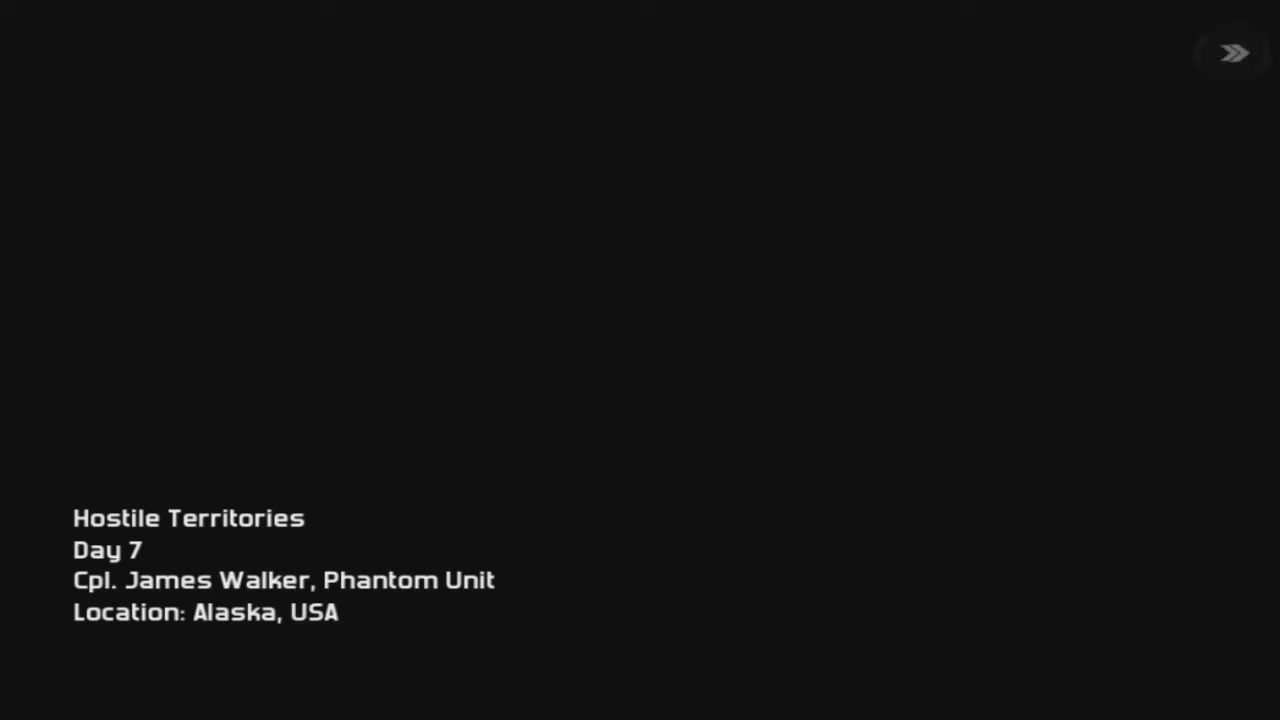 Hostile Territories
Day 7
Cpl. James Walker, Phantom Unit
Location: Alaska, USA